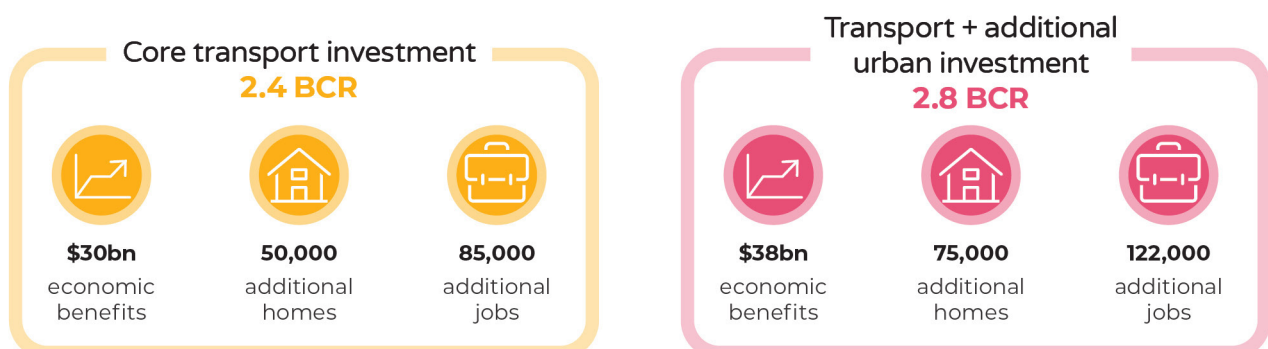 Core transport investment
2.4 BCR
$30bn
economic
benefits
50,000
additional
homes
85,000
additional
jobs
Transport + additional
urban investment
2.8 BCR
$38bn
economic
benefits
75,000
additional
homes
122,000
additional
jobs